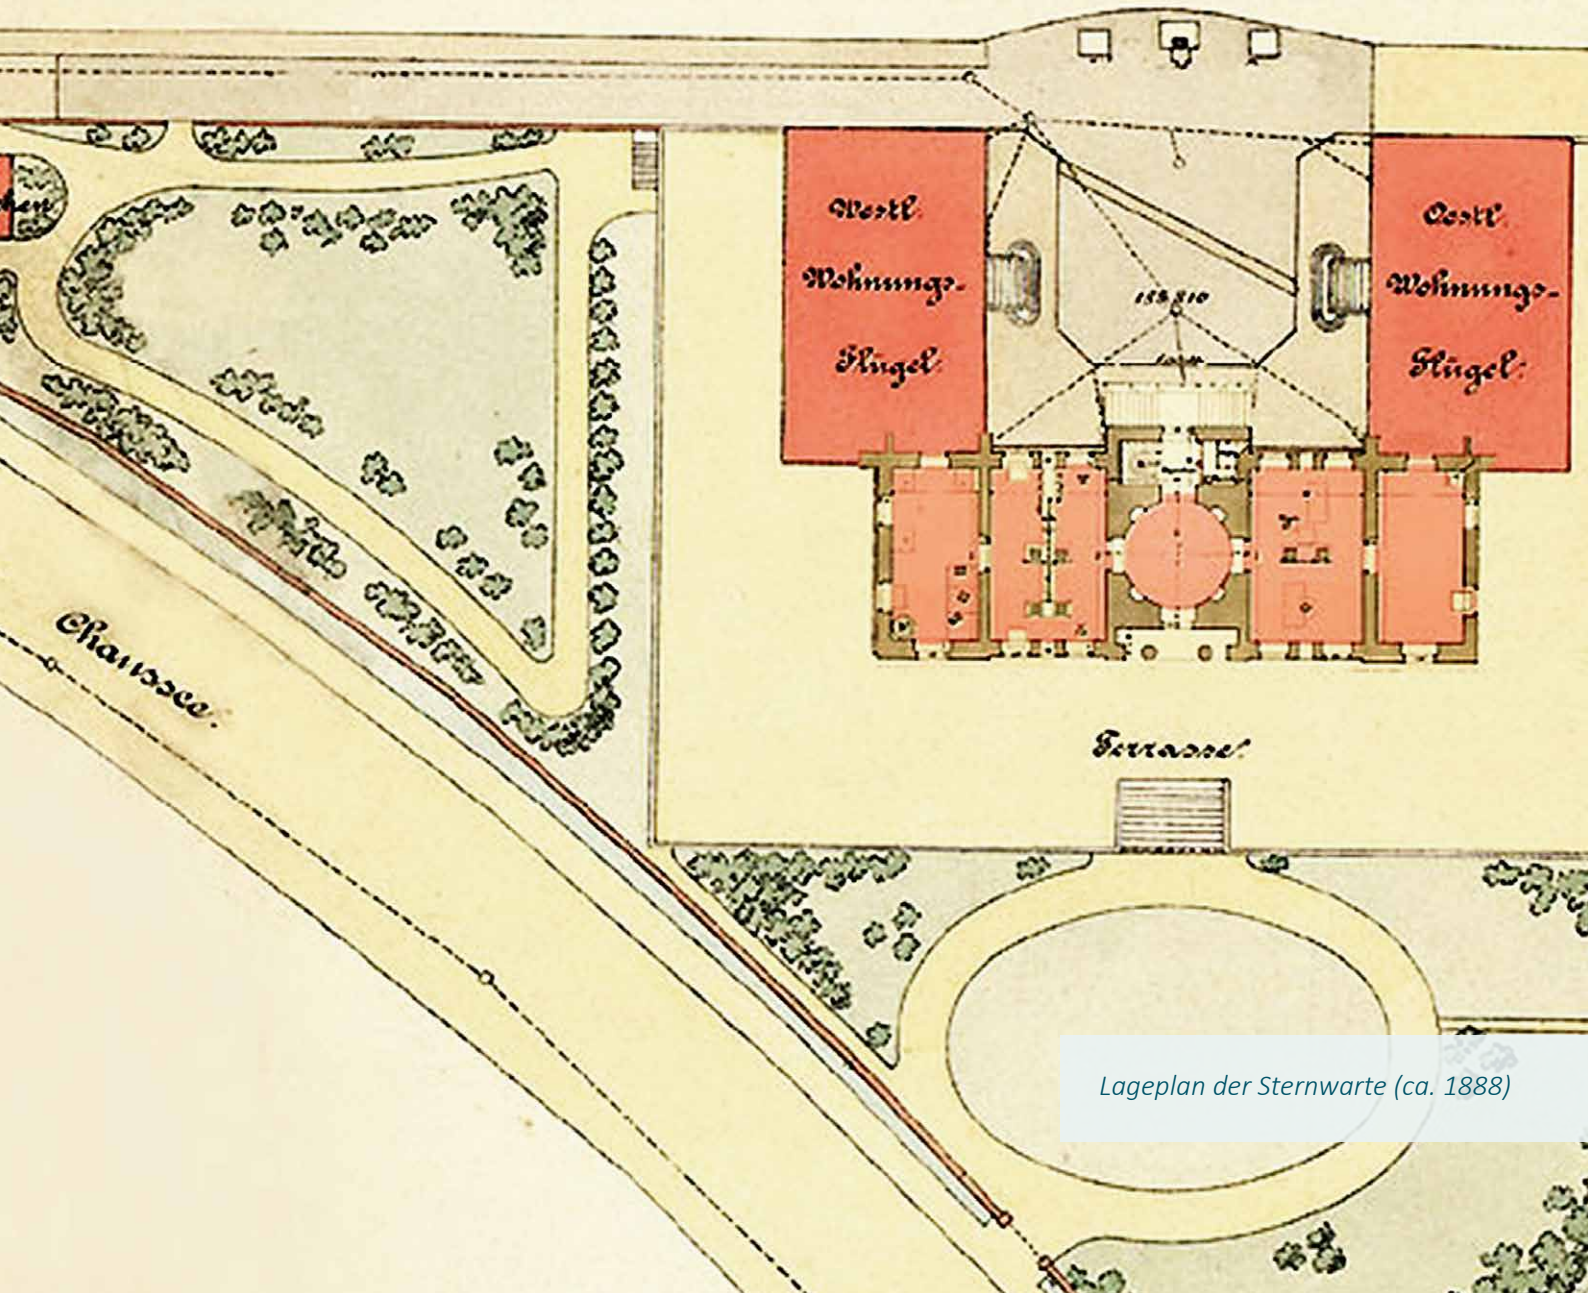 Westl.
Wohnungs-
Flügel.
Oestl.
Wohnungs-
Flügel.
Chaussee.
Terrasse.
Lageplan der Sternwarte (ca. 1888)